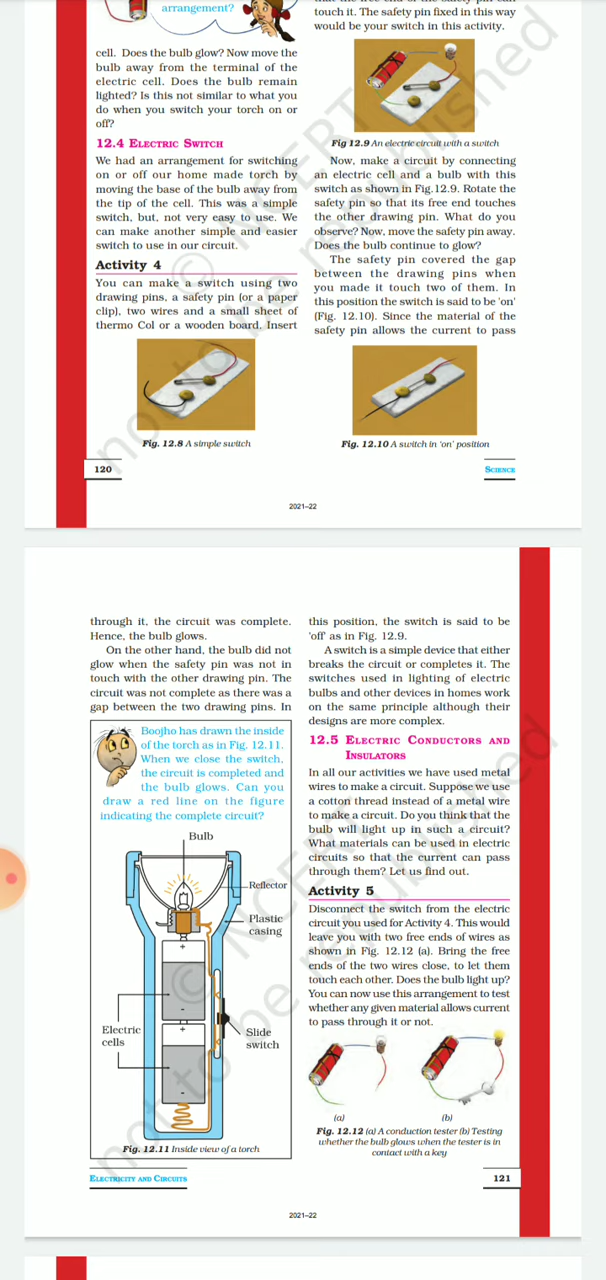 arrangement?
cell. Does the bulb glow? Now move the
bulb away from the terminal of the
electric cell. Does the bulb remain
lighted? Is this not similar to what you
do when you switch your torch on or
off?
12.4 ELECTRIC SWITCH
We had an arrangement for switching
on or off our home made torch by
moving the base of the bulb away from
the tip of the cell. This was a simple
switch, but, not very easy to use. We
can make another simple and easier
switch to use in our circuit.
Activity 4
You can make a switch using two
drawing pins, a safety pin (or a paper
clip), two wires and a small sheet of
thermo Col or a wooden board. Insert
Fig. 12.8 A simple switch
touch it. The safety pin fixed in this way
would be your switch in this activity.
Fig 12.9 An electric circuit with a switch
Now, make a circuit by connecting
an electric cell and a bulb with this
switch as shown in Fig.12.9. Rotate the
safety pin so that its free end touches
the other drawing pin. What do you
observe? Now, move the safety pin away.
Does the bulb continue to glow?
The safety pin covered the gap
between the drawing pins when
you made it touch two of them. In
this position the switch is said to be 'on'
(Fig. 12.10). Since the material of the
safety pin allows the current to pass
Fig. 12.10 A switch in 'on' position
120
SCIENCE
2021–22
through it, the circuit was complete.
Hence, the bulb glows.
On the other hand, the bulb did not
glow when the safety pin was not in
touch with the other drawing pin. The
circuit was not complete as there was a
gap between the two drawing pins. In
Boojho has drawn the inside
of the torch as in Fig. 12.11.
When we close the switch,
the circuit is completed and
the bulb glows. Can you
draw a red line on the figure
indicating the complete circuit?
Bulb
Reflector
Plastic
casing
+
-
Electric
cells
+
-
Slide
switch
Fig. 12.11 Inside view of a torch
this position, the switch is said to be
'off' as in Fig. 12.9.
A switch is a simple device that either
breaks the circuit or completes it. The
switches used in lighting of electric
bulbs and other devices in homes work
on the same principle although their
designs are more complex.
12.5 ELECTRIC CONDUCTORS AND
INSULATORS
In all our activities we have used metal
wires to make a circuit. Suppose we use
a cotton thread instead of a metal wire
to make a circuit. Do you think that the
bulb will light up in such a circuit?
What materials can be used in electric
circuits so that the current can pass
through them? Let us find out.
Activity 5
Disconnect the switch from the electric
circuit you used for Activity 4. This would
leave you with two free ends of wires as
shown in Fig. 12.12 (a). Bring the free
ends of the two wires close, to let them
touch each other. Does the bulb light up?
You can now use this arrangement to test
whether any given material allows current
to pass through it or not.
(a)
(b)
Fig. 12.12 (a) A conduction tester (b) Testing
whether the bulb glows when the tester is in
contact with a key
ELECTRICITY AND CIRCUITS
121
2021–22
© NCERT
not to be republished
© NCERT
not to be republished